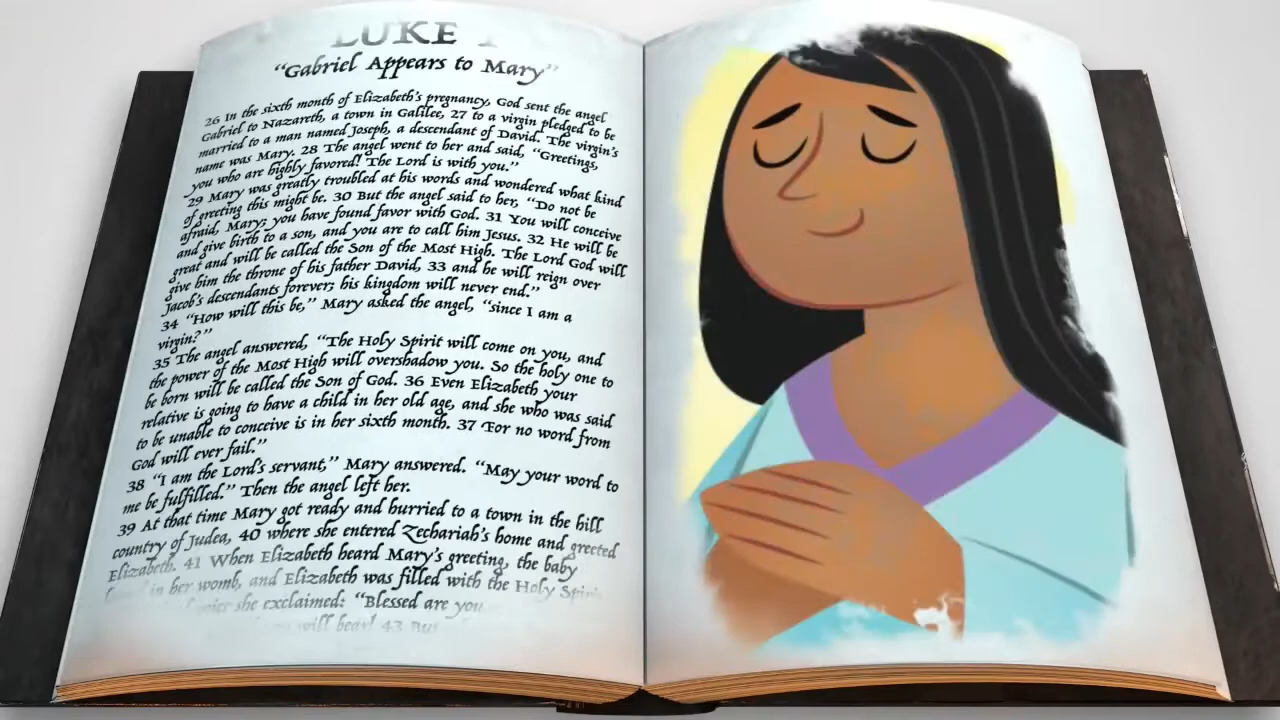 LUKE 1
“Gabriel Appears to Mary”
26 In the sixth month of Elizabeth's pregnancy, God sent the angel
Gabriel to Nazareth, a town in Galilee, 27 to a virgin pledged to be
married to a man named Joseph, a descendant of David. The virgin's
name was Mary. 28 The angel went to her and said, “Greetings,
you who are highly favored! The Lord is with you.”
29 Mary was greatly troubled at his words and wondered what kind
of greeting this might be. 30 But the angel said to her, “Do not be
afraid, Mary; you have found favor with God. 31 You will conceive
and give birth to a son, and you are to call him Jesus. 32 He will be
great and will be called the Son of the Most High. The Lord God will
give him the throne of his father David, 33 and he will reign over
Jacob's descendants forever; his kingdom will never end.”
34 “How will this be,” Mary asked the angel, “since I am a
virgin?”
35 The angel answered, “The Holy Spirit will come on you, and
the power of the Most High will overshadow you. So the holy one to
be born will be called the Son of God. 36 Even Elizabeth your
relative is going to have a child in her old age, and she who was said
to be unable to conceive is in her sixth month. 37 For no word from
God will ever fail.”
38 “I am the Lord's servant,” Mary answered. “May your word to
me be fulfilled.” Then the angel left her.
39 At that time Mary got ready and hurried to a town in the hill
country of Judea, 40 where she entered Zechariah's home and greeted
Elizabeth. 41 When Elizabeth heard Mary's greeting, the baby
in her womb, and Elizabeth was filled with the Holy Spirit
she exclaimed: “Blessed are you
will bear! 43 But